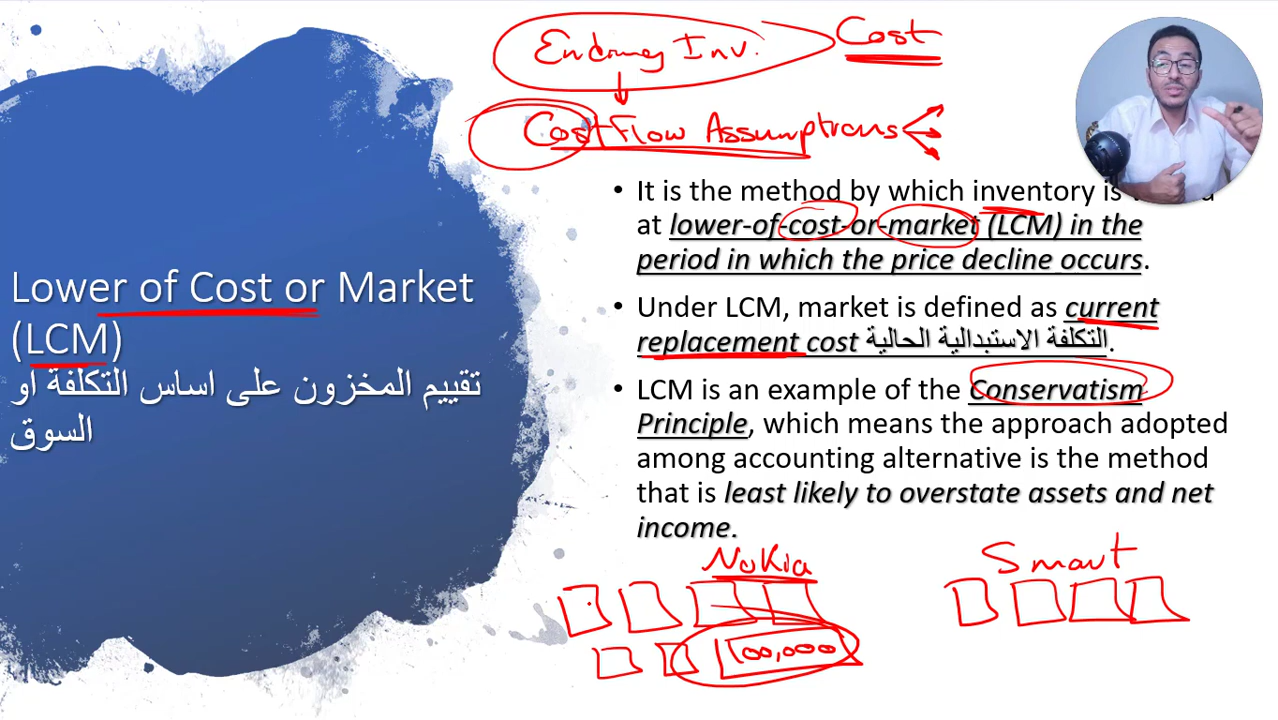 Ending Inv.
Cost
Cost Flow Assumptions
Lower of Cost or Market
(LCM)
تقييم المخزون على اساس التكلفة او
السوق
• It is the method by which inventory is
at lower-of-cost-or-market (LCM) in the
period in which the price decline occurs.
• Under LCM, market is defined as current
replacement cost التكلفة الاستبدالية الحالية.
• LCM is an example of the Conservatism
Principle, which means the approach adopted
among accounting alternative is the method
that is least likely to overstate assets and net
income.
Nokia
Smart
100,000